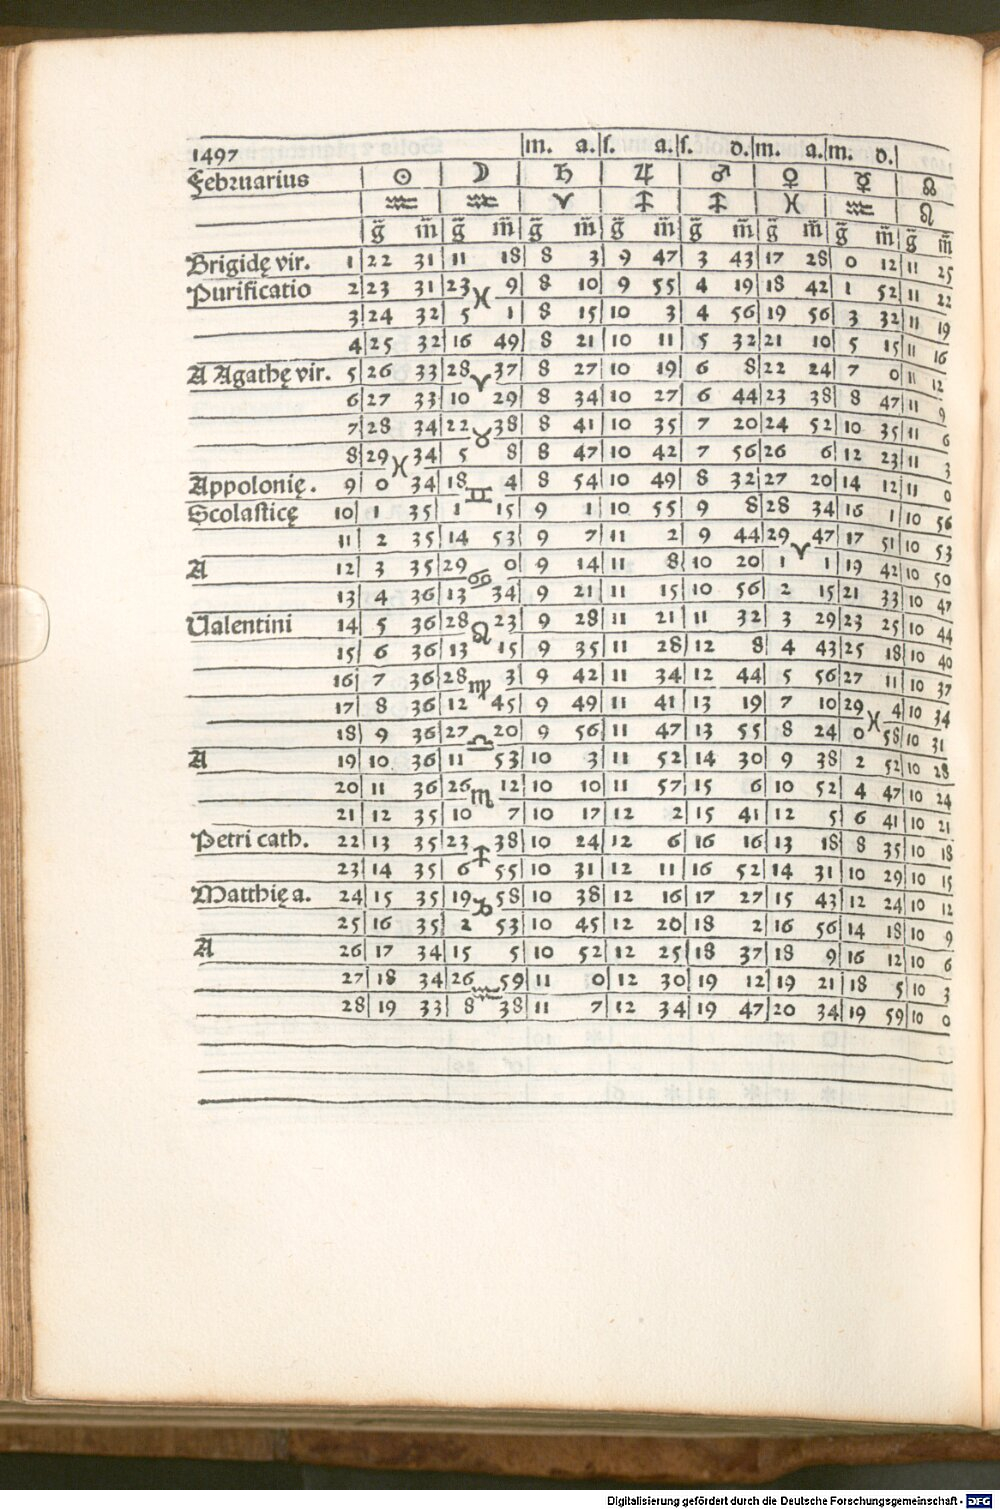 1497 m. a. s. a. s. d. m. a. m. d.
Februarius ☉ ☽ ♄ ♃ ♂ ♀ ☿ ☊
♒ ♒ ♈ ♐ ♐ ♓ ♒ ♌
g̃ m̃ g̃ m̃ g̃ m̃ g̃ m̃ g̃ m̃ g̃ m̃ g̃ m̃ g̃ m̃
Brigidę vir. 1 22 31 11 18 8 3 9 47 3 43 17 28 0 12 11 25
Purificatio 2 23 31 23 ♓ 9 8 10 9 55 4 19 18 42 1 52 11 22
3 24 32 5 1 8 15 10 3 4 56 19 56 3 32 11 19
4 25 32 16 49 8 21 10 11 5 32 21 10 5 15 11 16
A Agathę vir. 5 26 33 28 ♈ 37 8 27 10 19 6 8 22 24 7 0 11 12
6 27 33 10 29 8 34 10 27 6 44 23 38 8 47 11 9
7 28 34 22 ♉ 38 8 41 10 35 7 20 24 52 10 35 11 6
8 29 ♓ 34 5 8 8 47 10 42 7 56 26 6 12 23 11 3
Appolonię. 9 0 34 18 ♊ 4 8 54 10 49 8 32 27 20 14 12 11 0
Scolasticę 10 1 35 1 15 9 1 10 55 9 8 28 34 16 1 10 56
11 2 35 14 53 9 7 11 2 9 44 29 ♈ 47 17 51 10 53
A 12 3 35 29 ♋ 0 9 14 11 8 10 20 1 1 19 42 10 50
13 4 36 13 34 9 21 11 15 10 56 2 15 21 33 10 47
Valentini 14 5 36 28 ♌ 23 9 28 11 21 11 32 3 29 23 25 10 44
15 6 36 13 15 9 35 11 28 12 8 4 43 25 18 10 40
16 7 36 28 ♍ 3 9 42 11 34 12 44 5 56 27 11 10 37
17 8 36 12 45 9 49 11 41 13 19 7 10 29 ♓ 4 10 34
18 9 36 27 ♎ 20 9 56 11 47 13 55 8 24 0 58 10 31
A 19 10 36 11 53 10 3 11 52 14 30 9 38 2 52 10 28
20 11 36 26 ♏ 12 10 10 11 57 15 6 10 52 4 47 10 24
21 12 35 10 7 10 17 12 2 15 41 12 5 6 41 10 21
Petri cath. 22 13 35 23 ♐ 38 10 24 12 6 16 16 13 18 8 35 10 18
23 14 35 6 55 10 31 12 11 16 52 14 31 10 29 10 15
Matthię a. 24 15 35 19 ♑ 58 10 38 12 16 17 27 15 43 12 24 10 12
25 16 35 2 53 10 45 12 20 18 2 16 56 14 18 10 9
A 26 17 34 15 5 10 52 12 25 18 37 18 9 16 12 10 6
27 18 34 26 ♒ 59 11 0 12 30 19 12 19 21 18 5 10 3
28 19 33 8 38 11 7 12 34 19 47 20 34 19 59 10 0
Digitalisierung gefördert durch die Deutsche Forschungsgemeinschaft - DFG